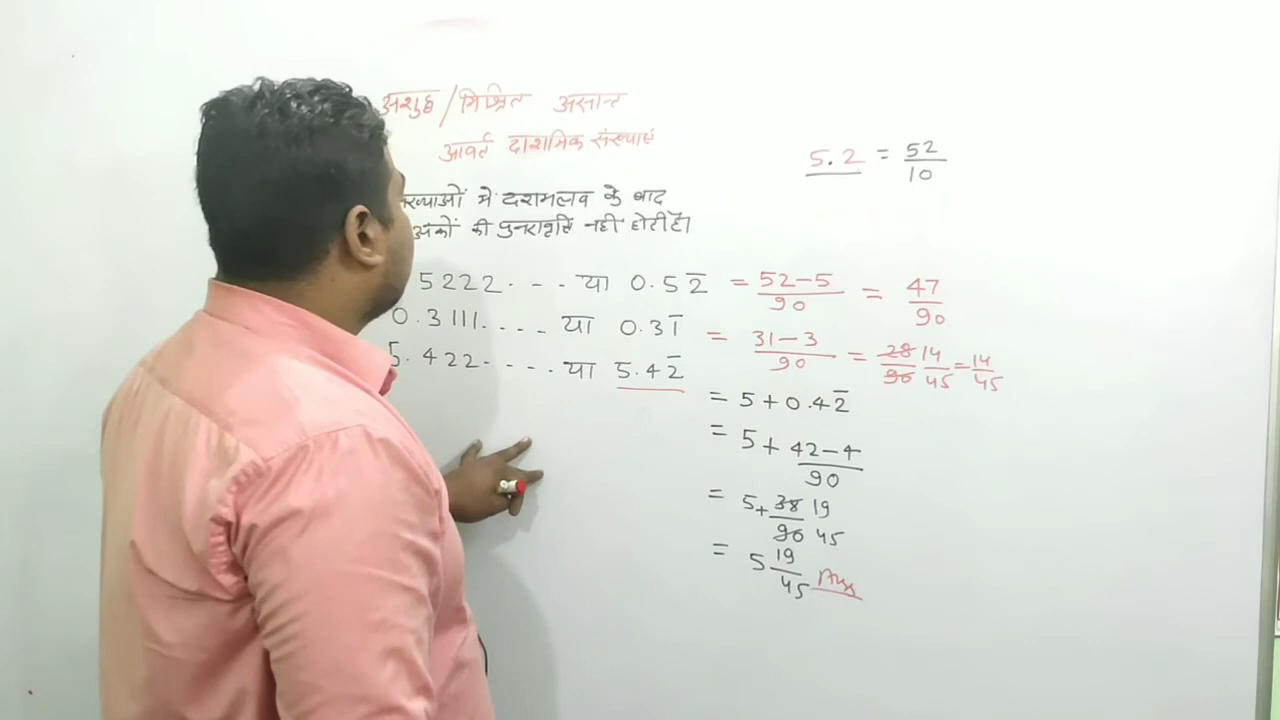 अशुद्ध/मिश्रित असान्त
आवर्त दाशमिक संख्याएं
5.2 = 52/10
में दशमलव के बाद
अंकों की पुनरावृत्ति नहीं होती है।
5222.... या 0.52̅ = 52-5/90 = 47/90
0.3111.... या 0.31̅ = 31-3/90 = 28/90 14/45 = 14/45
5.422.... या 5.42̅
= 5+0.42̅
= 5+ 42-4/90
= 5+ 38/90 19/45
= 5 19/45 Ans